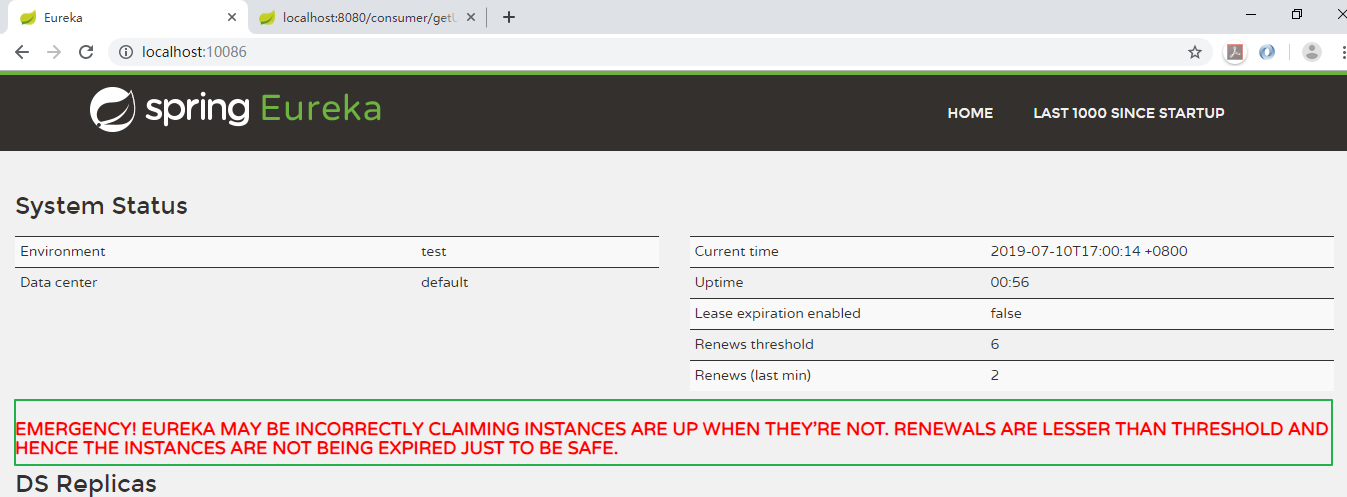 Eureka
localhost:8080/consumer/getU
localhost:10086
spring Eureka
HOME LAST 1000 SINCE STARTUP
System Status
Environment test
Data center default
Current time 2019-07-10T17:00:14 +0800
Uptime 00:56
Lease expiration enabled false
Renews threshold 6
Renews (last min) 2
EMERGENCY! EUREKA MAY BE INCORRECTLY CLAIMING INSTANCES ARE UP WHEN THEY'RE NOT. RENEWALS ARE LESSER THAN THRESHOLD AND
HENCE THE INSTANCES ARE NOT BEING EXPIRED JUST TO BE SAFE.
DS Replicas